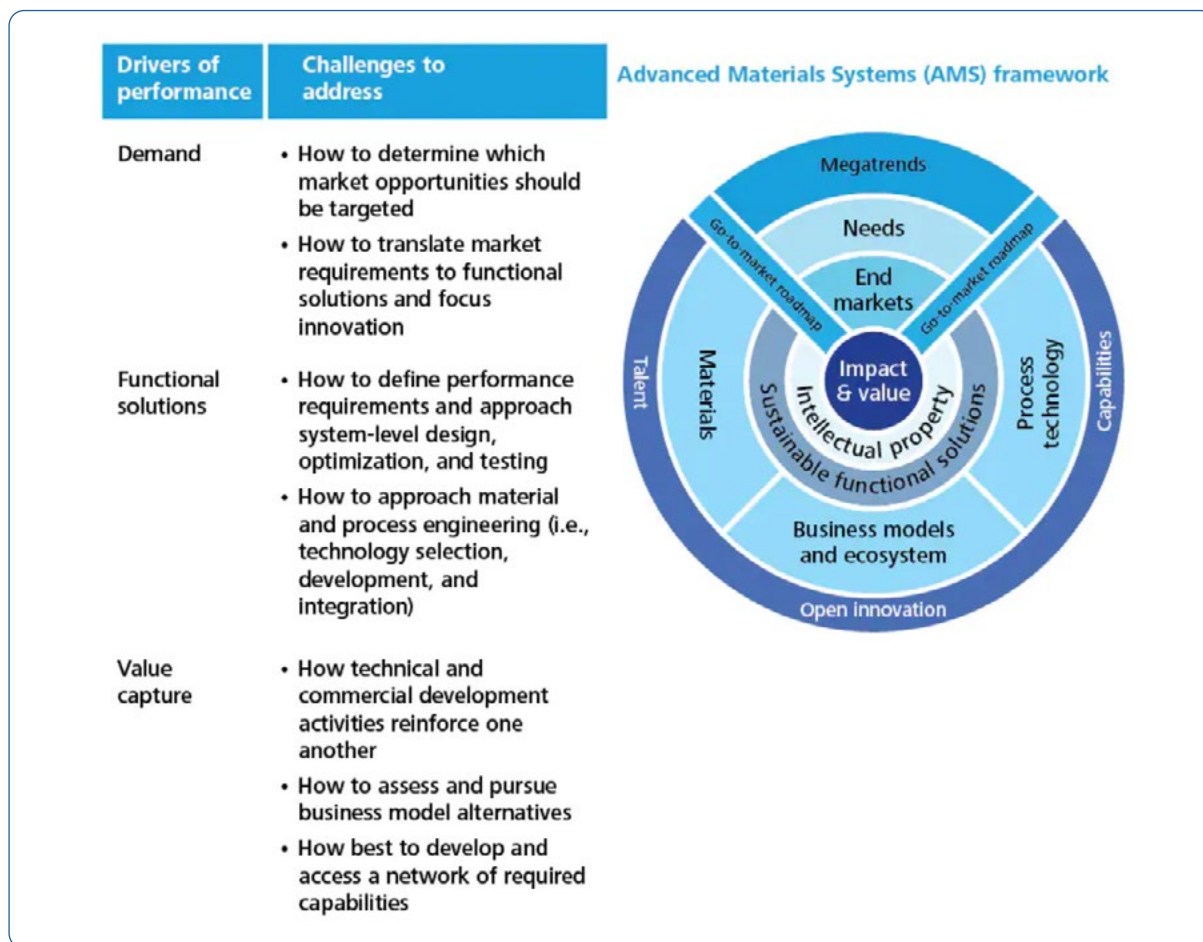 Drivers of
performance
Challenges to
address
Demand
• How to determine which
market opportunities should
be targeted
• How to translate market
requirements to functional
solutions and focus
innovation
Functional
solutions
• How to define performance
requirements and approach
system-level design,
optimization, and testing
• How to approach material
and process engineering (i.e.,
technology selection,
development, and
integration)
Value
capture
• How technical and
commercial development
activities reinforce one
another
• How to assess and pursue
business model alternatives
• How best to develop and
access a network of required
capabilities
Advanced Materials Systems (AMS) framework
Megatrends
Needs
End
markets
Go-to-market roadmap
Go-to-market roadmap
Impact
& value
Intellectual property
Sustainable functional solutions
Materials
Process
technology
Business models
and ecosystem
Talent
Capabilities
Open innovation